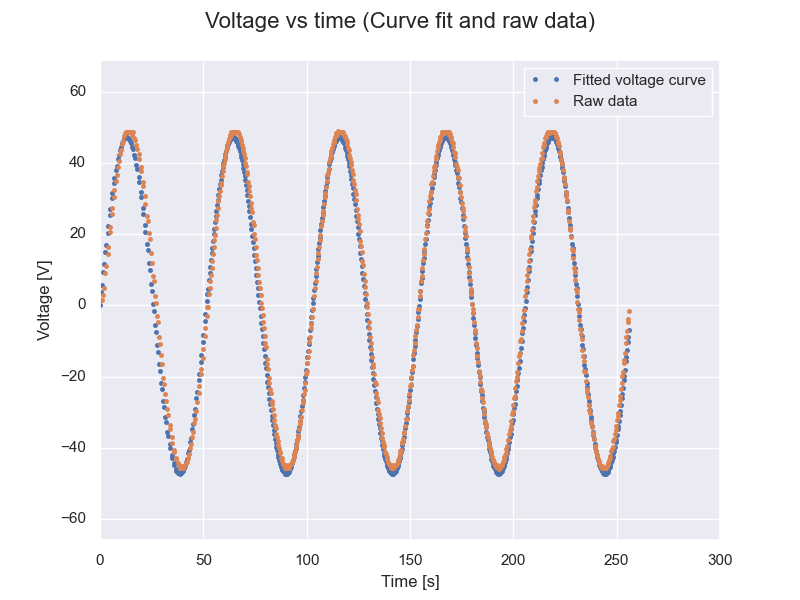 Voltage vs time (Curve fit and raw data)
Fitted voltage curve
Raw data
60
40
20
0
−20
−40
−60
Voltage [V]
0 50 100 150 200 250 300
Time [s]